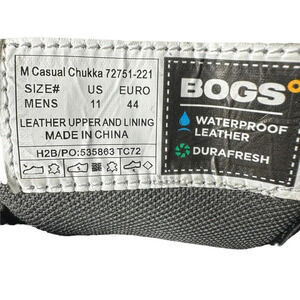 M Casual Chukka 72751-221
SIZE# US EURO
MENS 11 44
LEATHER UPPER AND LINING
MADE IN CHINA
H2B/PO:535863 TC72
BOGS
WATERPROOF
LEATHER
DURAFRESH